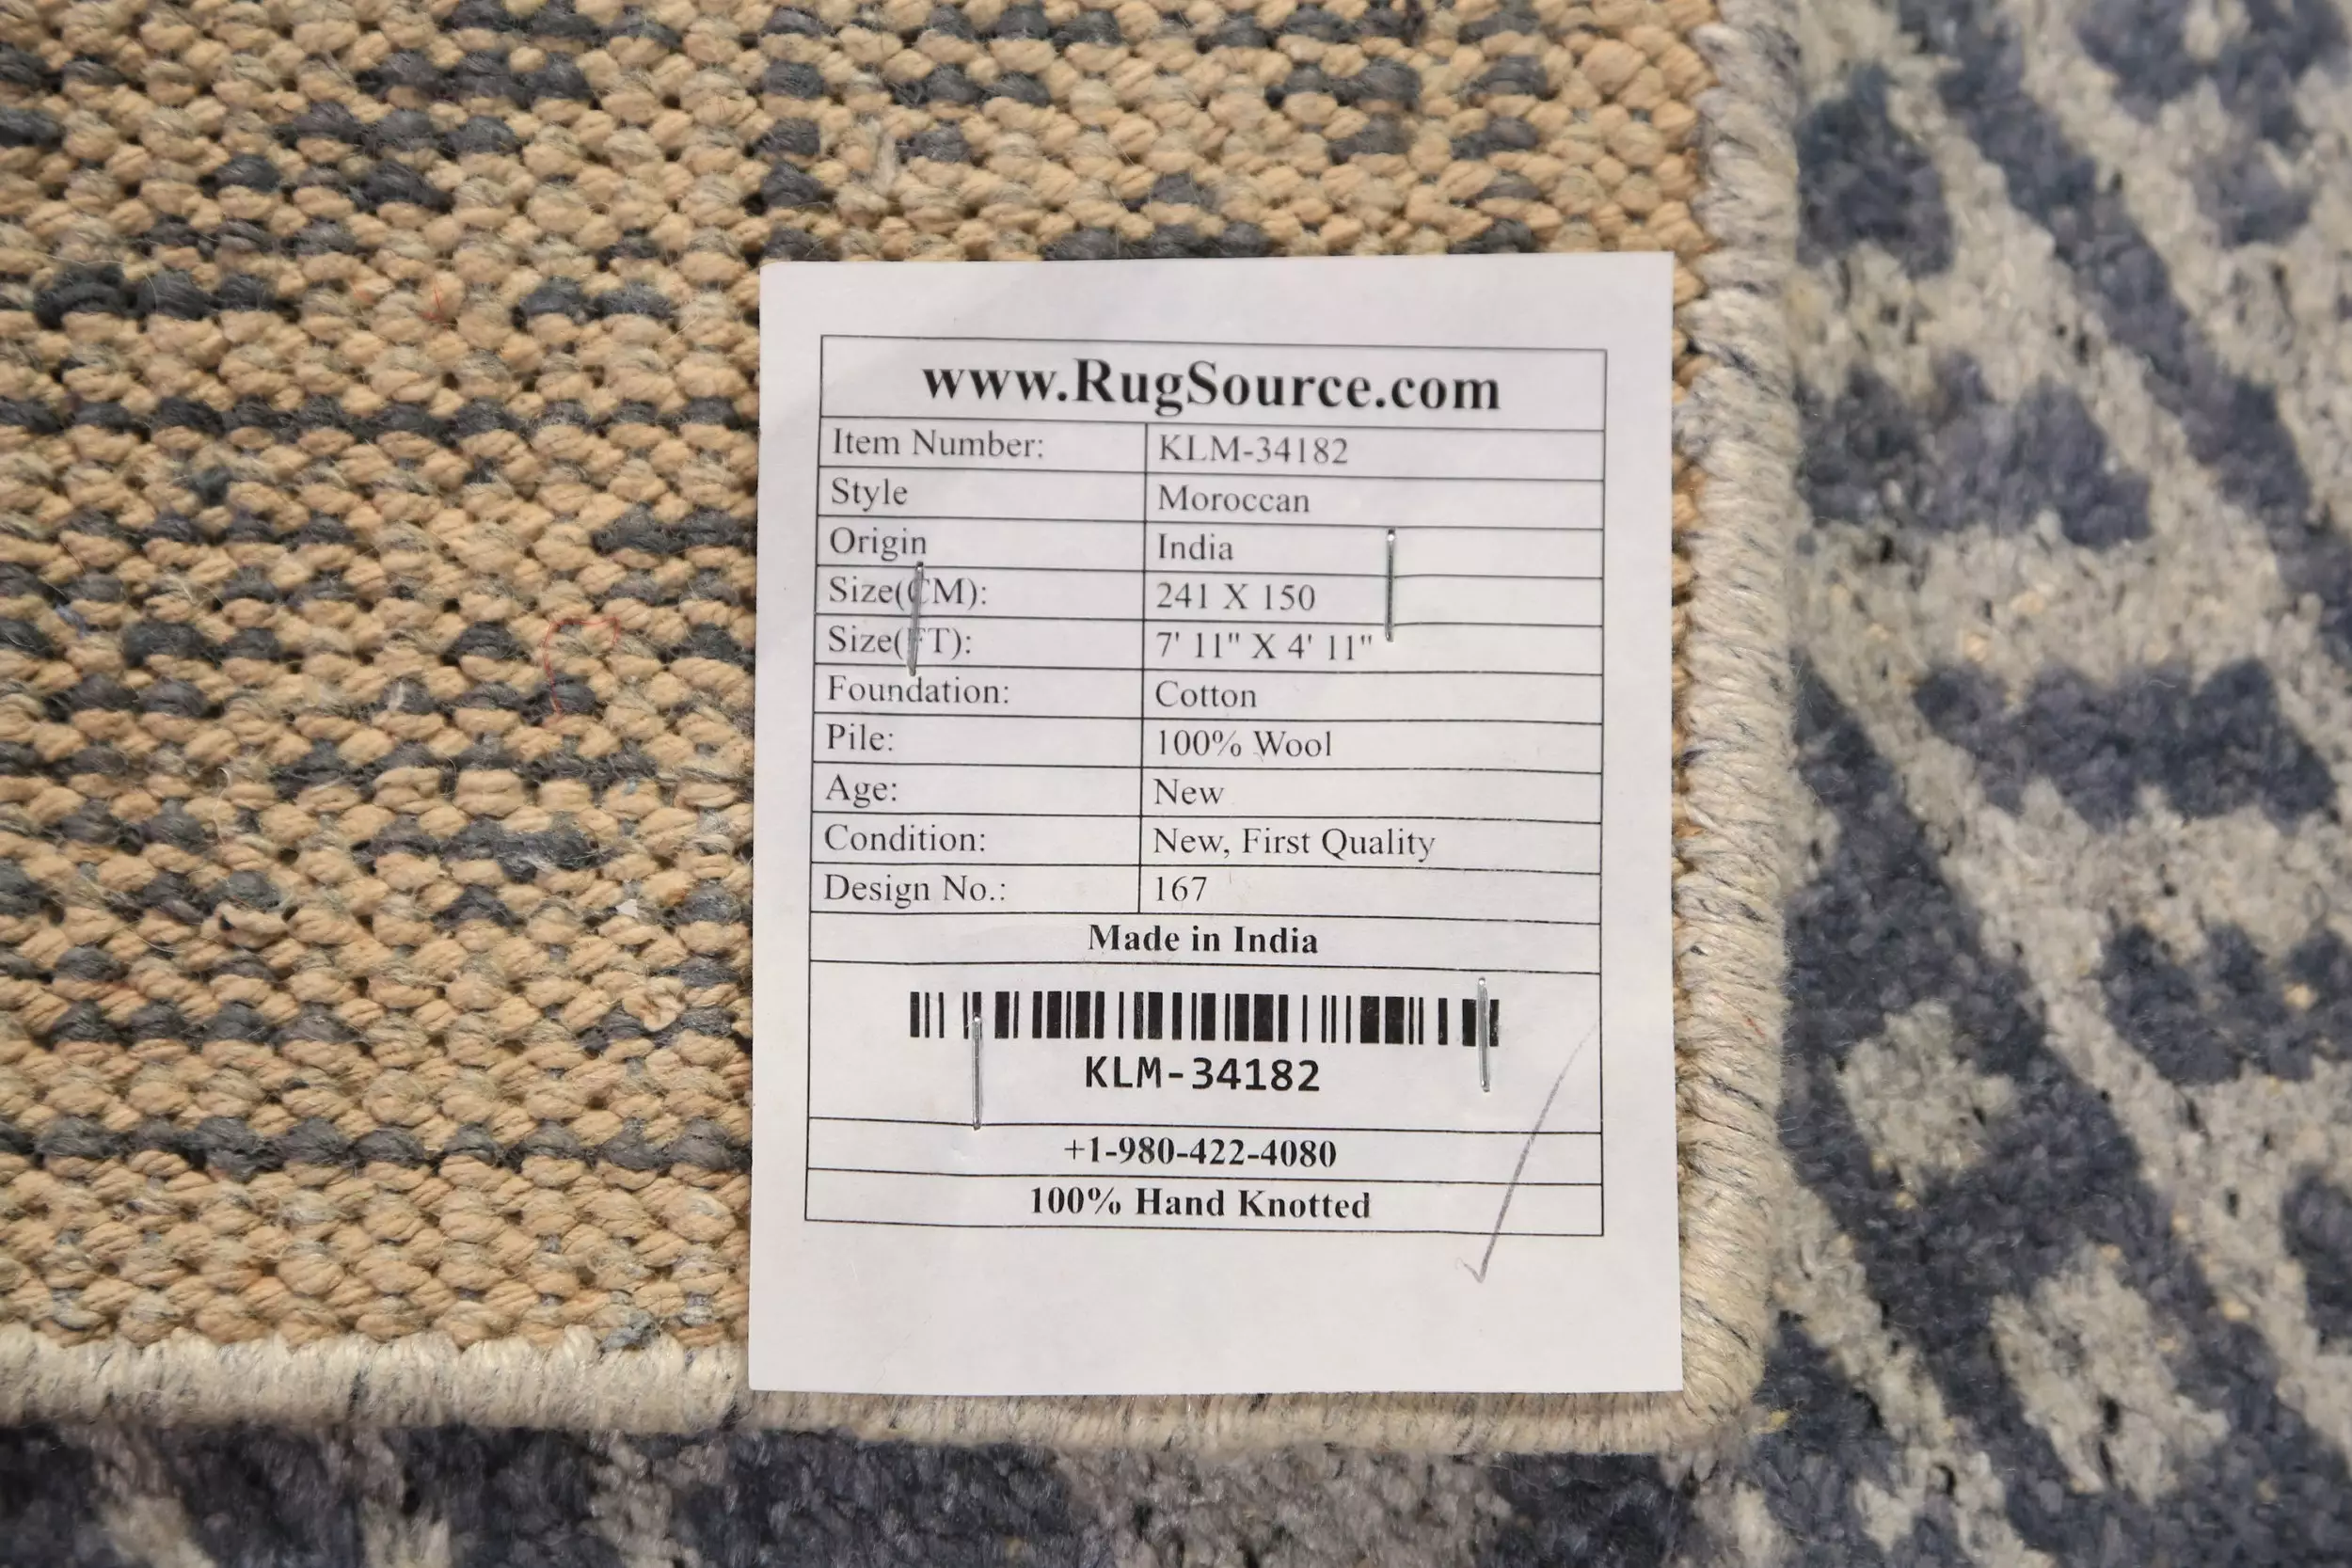 www.RugSource.com
Item Number: KLM-34182
Style Moroccan
Origin India
Size(CM): 241 X 150
Size(FT): 7' 11" X 4' 11"
Foundation: Cotton
Pile: 100% Wool
Age: New
Condition: New, First Quality
Design No.: 167
Made in India
KLM-34182
+1-980-422-4080
100% Hand Knotted